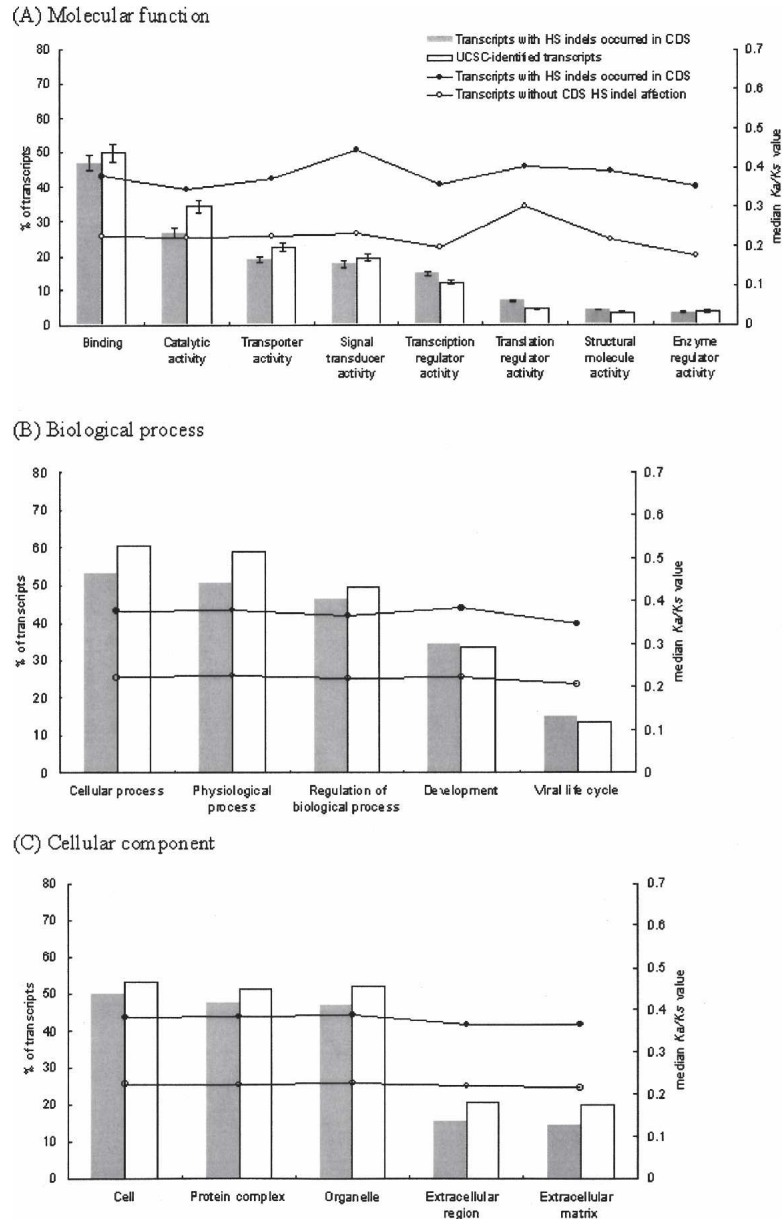 (A) Molecular function
Transcripts with HS indels occurred in CDS
UCSC-identified transcripts
Transcripts with HS indels occurred in CDS
Transcripts without CDS HS indel affection
% of transcripts
80
70
60
50
40
30
20
10
0
0.7
0.6
0.5
0.4
0.3
0.2
0.1
0
median Ka/Ks value
Binding
Catalytic activity
Transporter activity
Signal transducer activity
Transcription regulator activity
Translation regulator activity
Structural molecule activity
Enzyme regulator activity
(B) Biological process
% of transcripts
80
70
60
50
40
30
20
10
0
0.7
0.6
0.5
0.4
0.3
0.2
0.1
0
median Ka/Ks value
Cellular process
Physiological process
Regulation of biological process
Development
Viral life cycle
(C) Cellular component
% of transcripts
80
70
60
50
40
30
20
10
0
0.7
0.6
0.5
0.4
0.3
0.2
0.1
0
median Ka/Ks value
Cell
Protein complex
Organelle
Extracellular region
Extracellular matrix